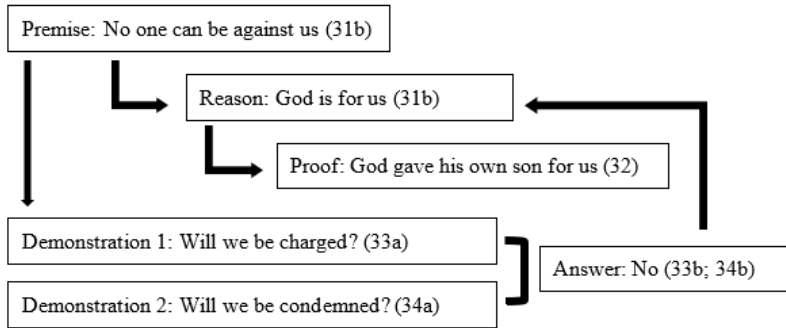 Premise: No one can be against us (31b)
Reason: God is for us (31b)
Proof: God gave his own son for us (32)
Demonstration 1: Will we be charged? (33a)
Answer: No (33b; 34b)
Demonstration 2: Will we be condemned? (34a)